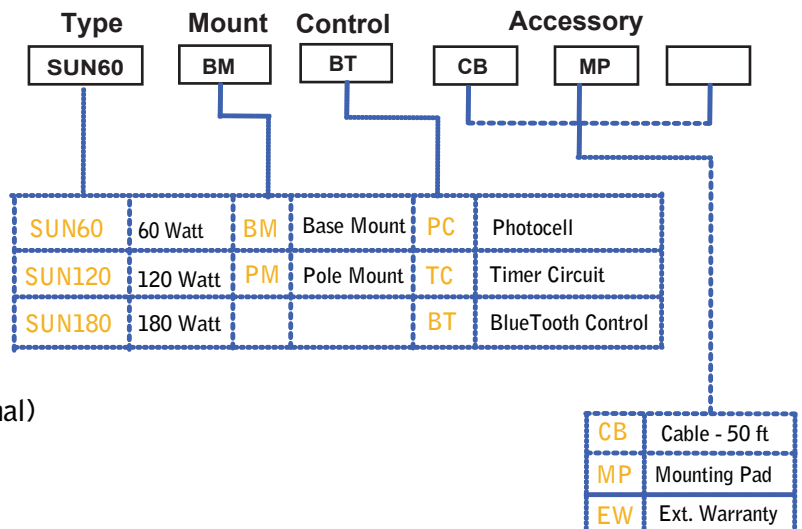 Type Mount Control Accessory
SUN60 BM BT CB MP
SUN60 60 Watt BM Base Mount PC Photocell
SUN120 120 Watt PM Pole Mount TC Timer Circuit
SUN180 180 Watt BT BlueTooth Control
nal)
CB Cable - 50 ft
MP Mounting Pad
EW Ext. Warranty